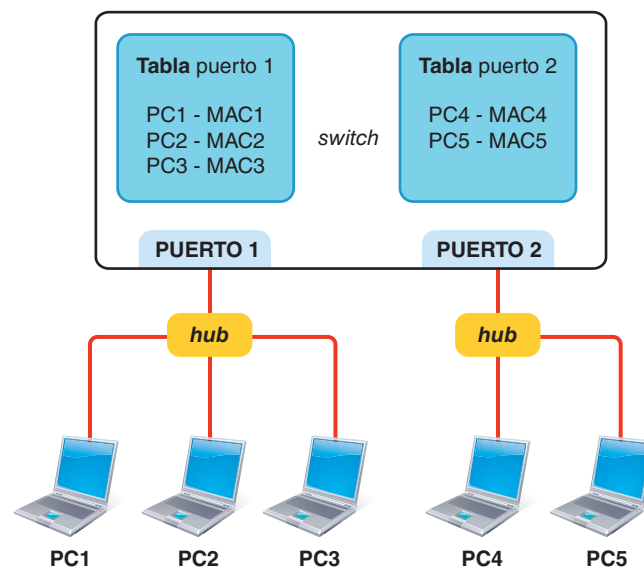 Tabla puerto 1
PC1 - MAC1
PC2 - MAC2
PC3 - MAC3
switch
Tabla puerto 2
PC4 - MAC4
PC5 - MAC5
PUERTO 1
PUERTO 2
hub
hub
PC1
PC2
PC3
PC4
PC5